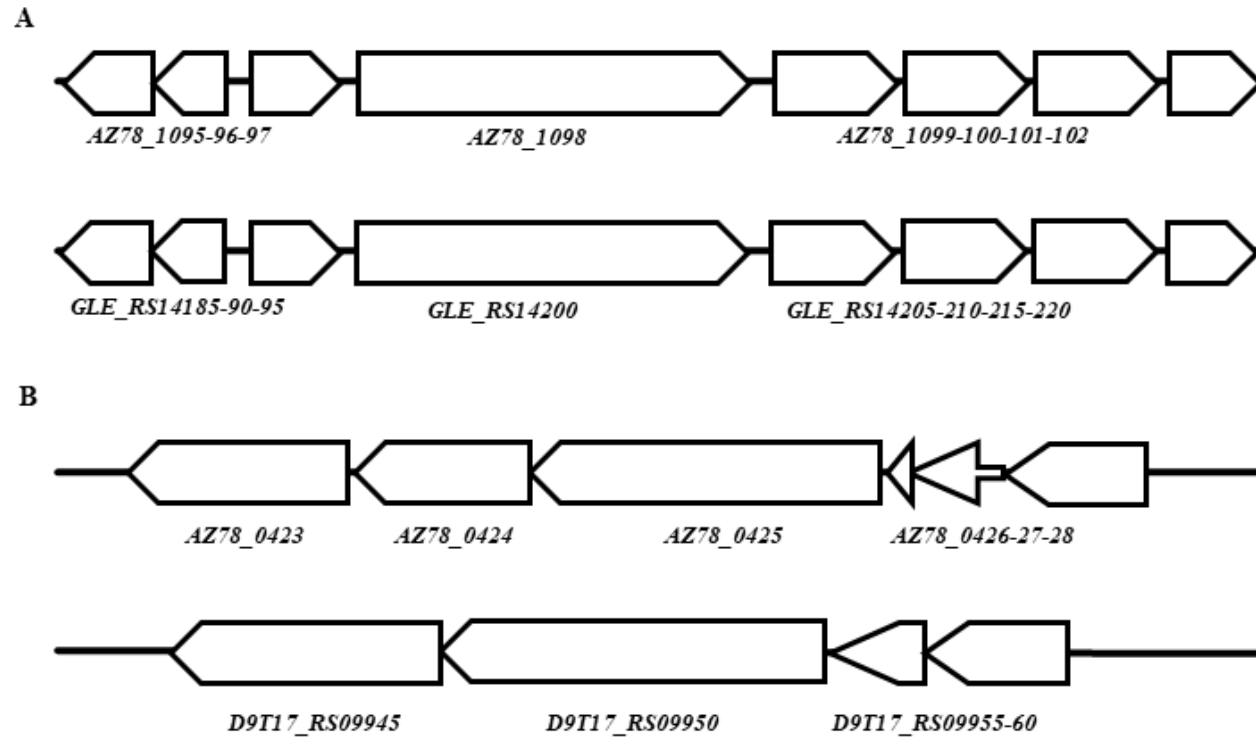 A
AZ78_1095-96-97 AZ78_1098 AZ78_1099-100-101-102
GLE_RS14185-90-95 GLE_RS14200 GLE_RS14205-210-215-220
B
AZ78_0423 AZ78_0424 AZ78_0425 AZ78_0426-27-28
D9T17_RS09945 D9T17_RS09950 D9T17_RS09955-60